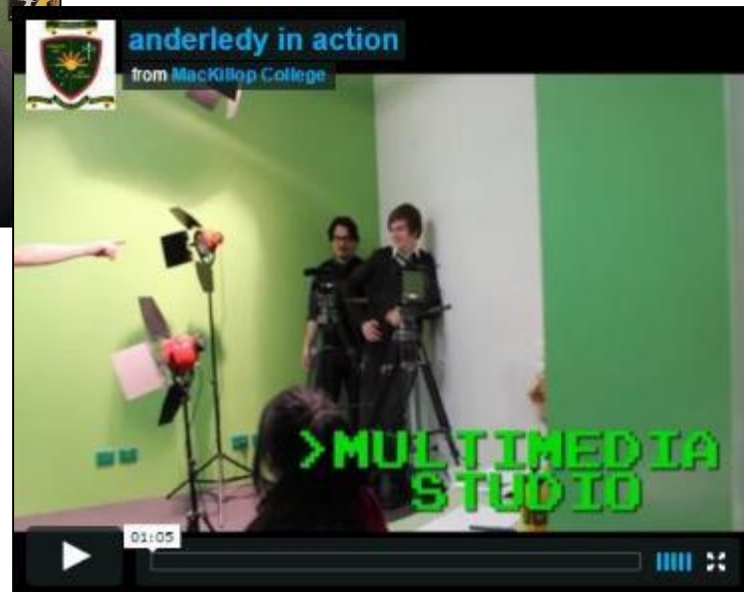 anderledy in action
from MacKillop College
>MULTIMEDIA
STUDIO
01:05